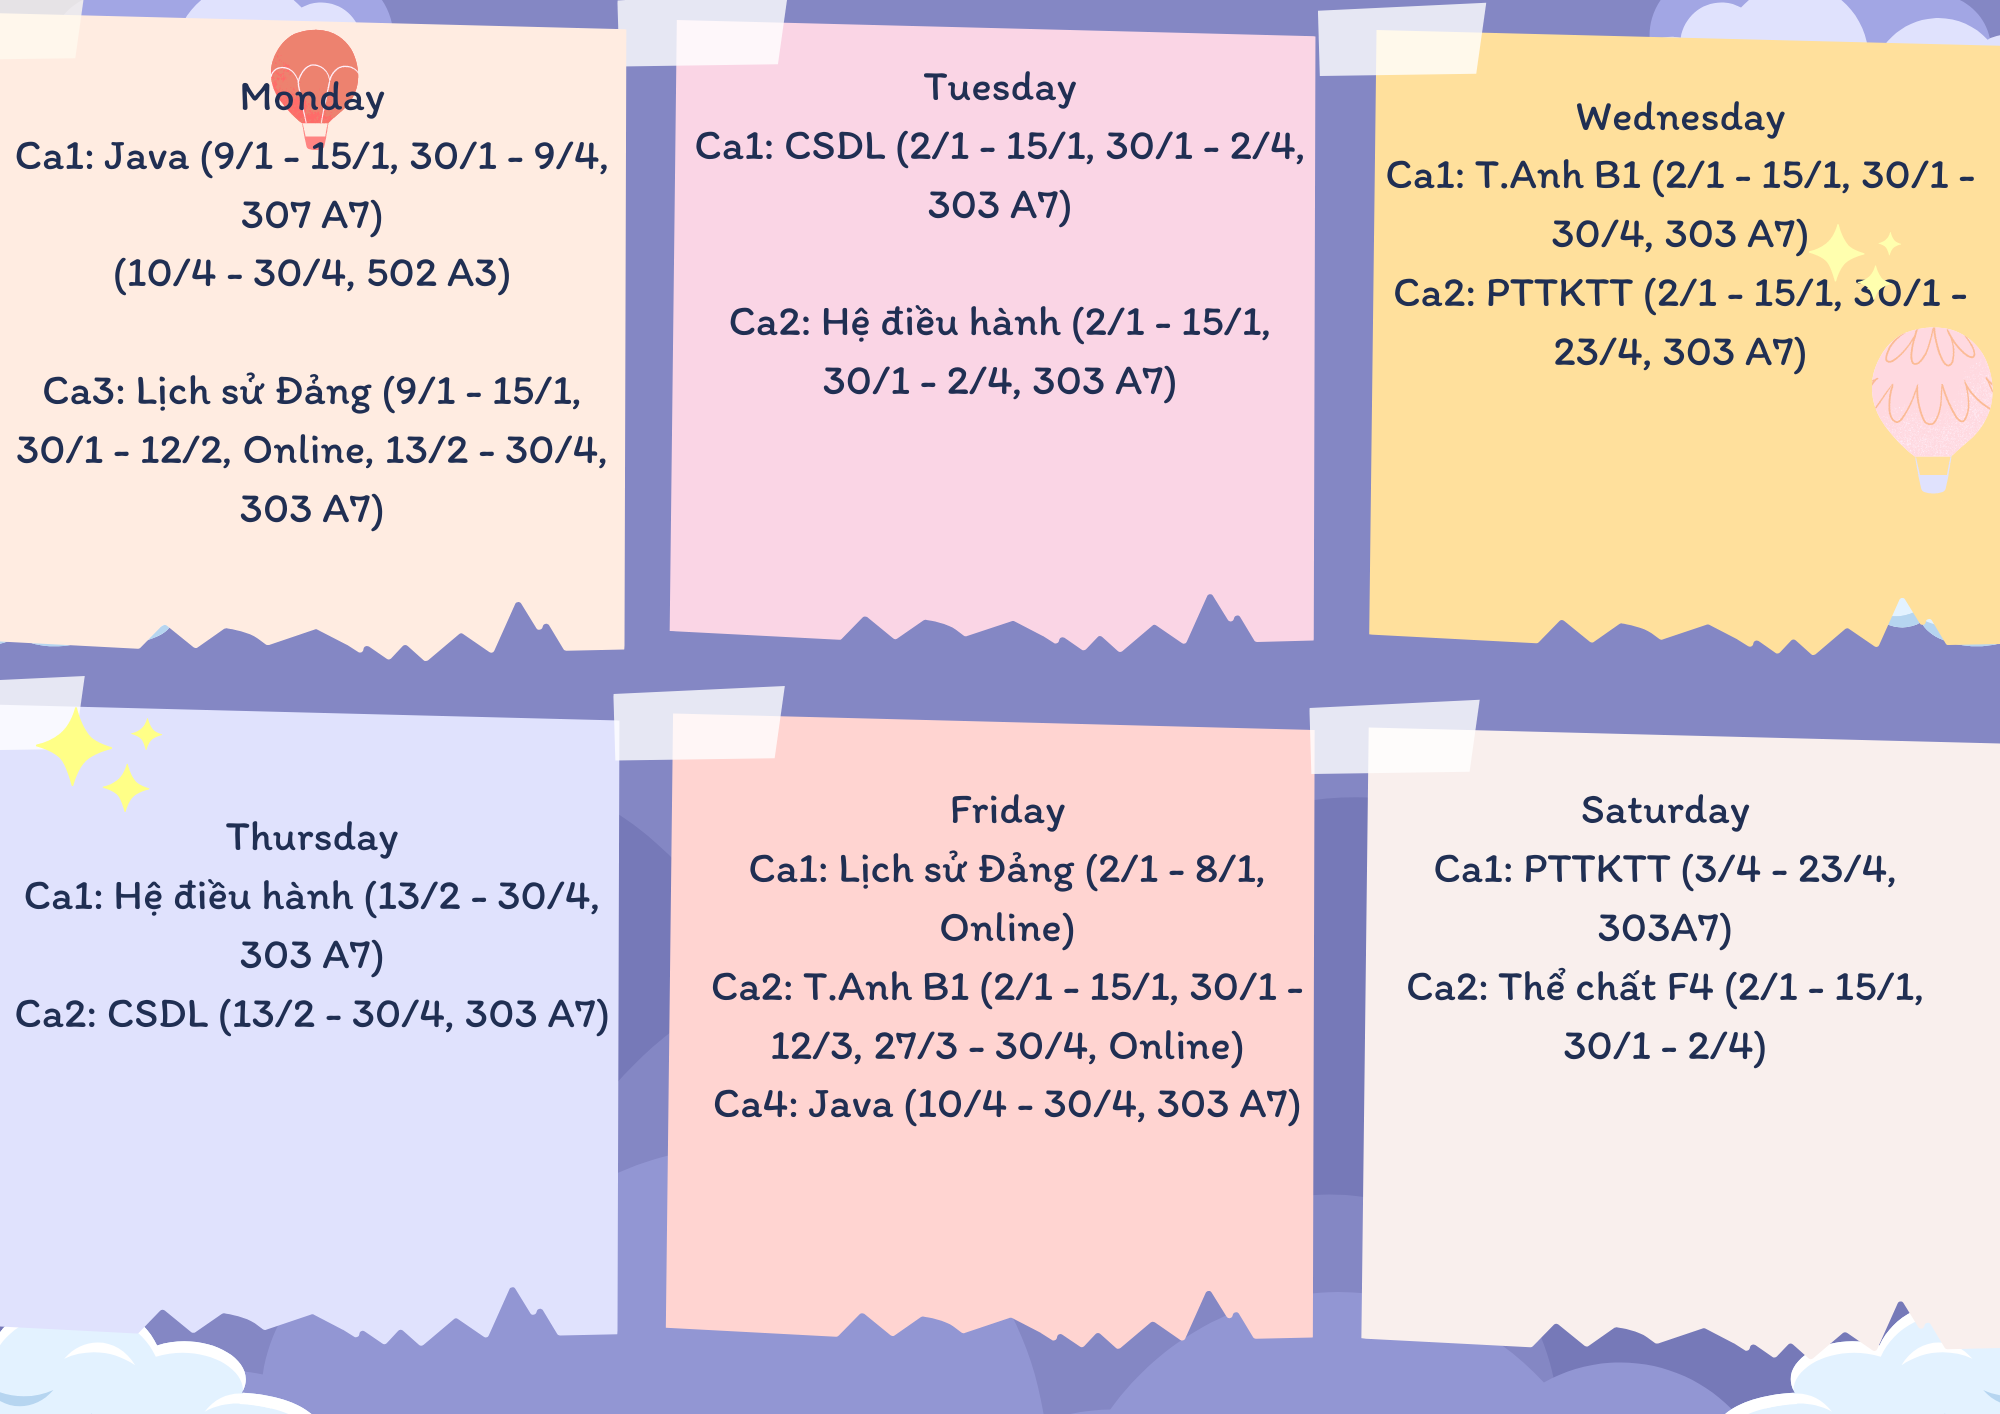 Monday
Ca1: Java (9/1 - 15/1, 30/1 - 9/4,
307 A7)
(10/4 - 30/4, 502 A3)
Ca3: Lịch sử Đảng (9/1 - 15/1,
30/1 - 12/2, Online, 13/2 - 30/4,
303 A7)
Tuesday
Ca1: CSDL (2/1 - 15/1, 30/1 - 2/4,
303 A7)
Ca2: Hệ điều hành (2/1 - 15/1,
30/1 - 2/4, 303 A7)
Wednesday
Ca1: T.Anh B1 (2/1 - 15/1, 30/1 -
30/4, 303 A7)
Ca2: PTTKTT (2/1 - 15/1, 30/1 -
23/4, 303 A7)
Thursday
Ca1: Hệ điều hành (13/2 - 30/4,
303 A7)
Ca2: CSDL (13/2 - 30/4, 303 A7)
Friday
Ca1: Lịch sử Đảng (2/1 - 8/1,
Online)
Ca2: T.Anh B1 (2/1 - 15/1, 30/1 -
12/3, 27/3 - 30/4, Online)
Ca4: Java (10/4 - 30/4, 303 A7)
Saturday
Ca1: PTTKTT (3/4 - 23/4,
303A7)
Ca2: Thể chất F4 (2/1 - 15/1,
30/1 - 2/4)